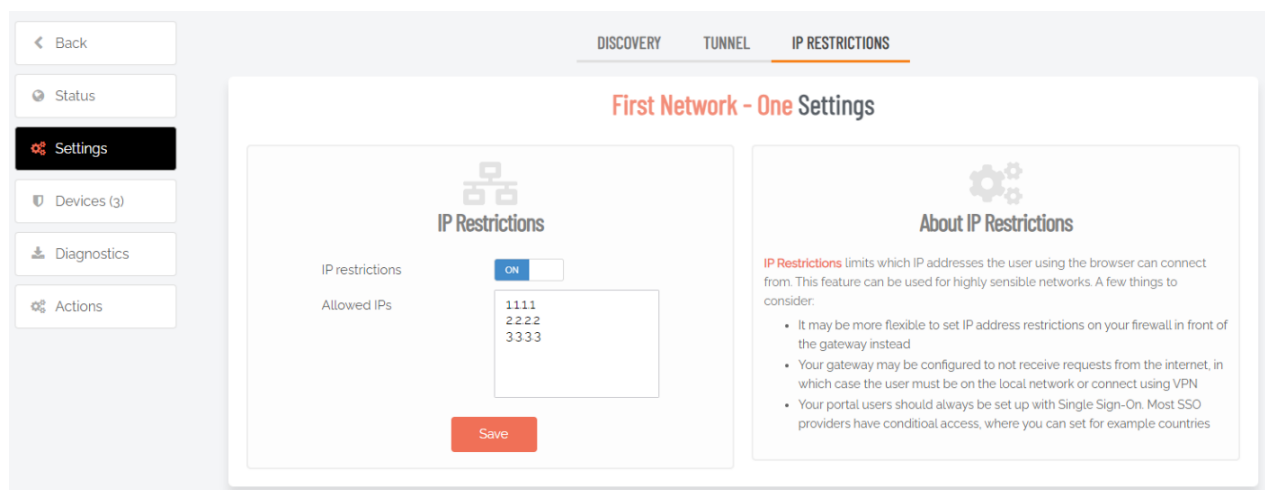 Back
Status
Settings
Devices (3)
Diagnostics
Actions
DISCOVERY TUNNEL IP RESTRICTIONS
First Network - One Settings
IP Restrictions
IP restrictions ON
Allowed IPs
1.1.1.1
2.2.2.2
3.3.3.3
Save
About IP Restrictions
IP Restrictions limits which IP addresses the user using the browser can connect
from. This feature can be used for highly sensible networks. A few things to
consider:
• It may be more flexible to set IP address restrictions on your firewall in front of
the gateway instead
• Your gateway may be configured to not receive requests from the internet, in
which case the user must be on the local network or connect using VPN
• Your portal users should always be set up with Single Sign-On. Most SSO
providers have conditioal access, where you can set for example countries